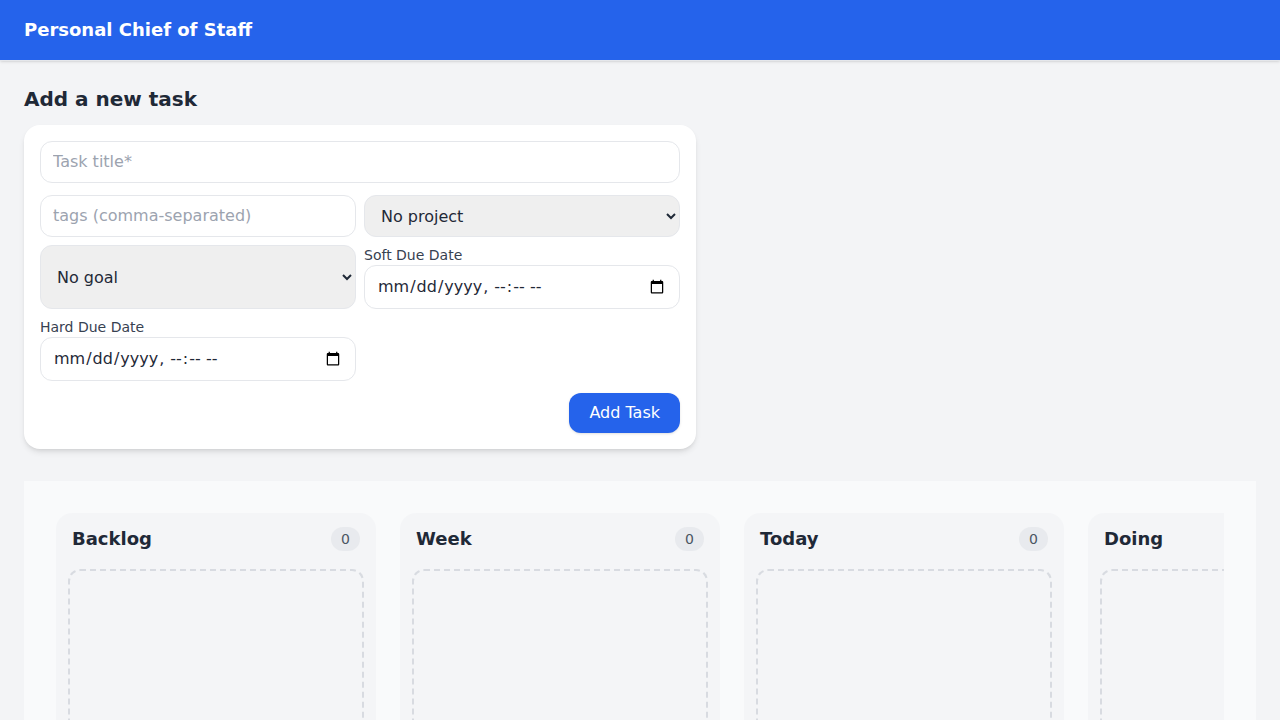 Personal Chief of Staff
Add a new task
Task title*
tags (comma-separated)
No project
No goal
Soft Due Date
mm/dd/yyyy, --:-- --
Hard Due Date
mm/dd/yyyy, --:-- --
Add Task
Backlog 0
Week 0
Today 0
Doing